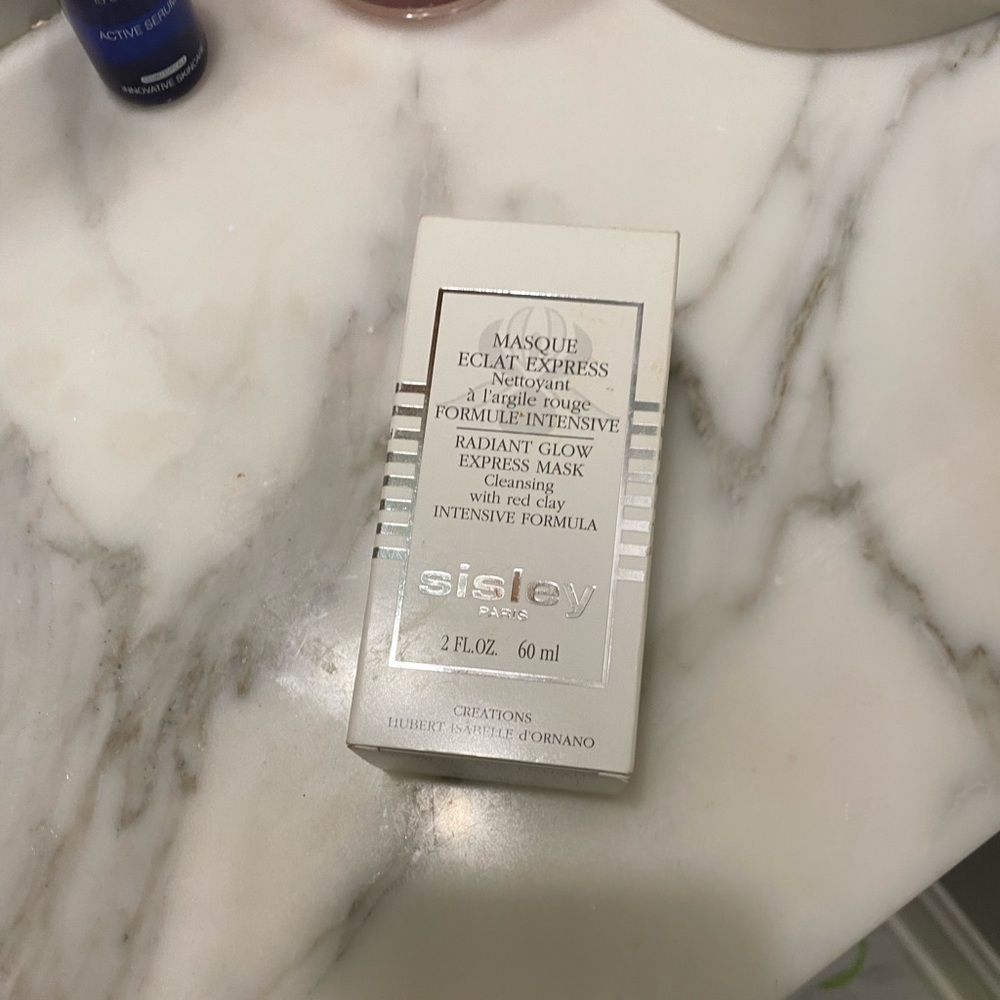 ACTIVE SERUM
INNOVATIVE SKINCARE
MASQUE
ECLAT EXPRESS
Nettoyant
à l'argile rouge
FORMULE INTENSIVE
RADIANT GLOW
EXPRESS MASK
Cleansing
with red clay
INTENSIVE FORMULA
sisley
PARIS
2 FL.OZ. 60 ml
CREATIONS
HUBERT ISABELLE d'ORNANO